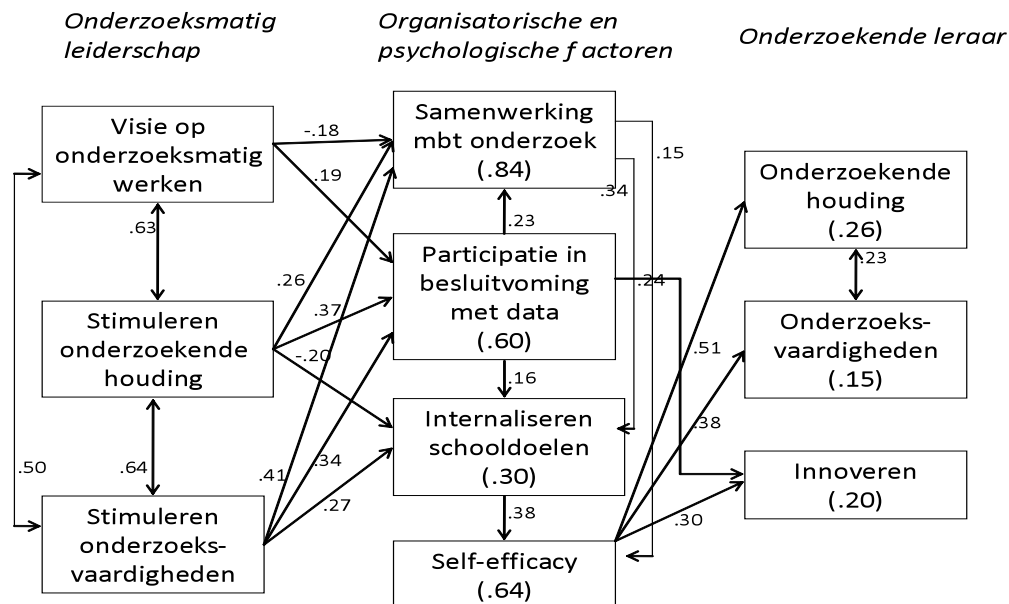 Onderzoeksmatig
leiderschap
Organisatorische en
psychologische f actoren
Onderzoekende leraar
Visie op
onderzoeksmatig
werken
Stimuleren
onderzoekende
houding
Stimuleren
onderzoeks-
vaardigheden
.63
.64
.50
-.18
.19
.26
.37
-.20
.41
.34
.27
Samenwerking
mbt onderzoek
(.84)
.23
Participatie in
besluitvoming
met data
(.60)
.16
Internaliseren
schooldoelen
(.30)
.38
Self-efficacy
(.64)
.15
.34
.24
.51
.38
.30
Onderzoekende
houding
(.26)
.23
Onderzoeks-
vaardigheden
(.15)
Innoveren
(.20)